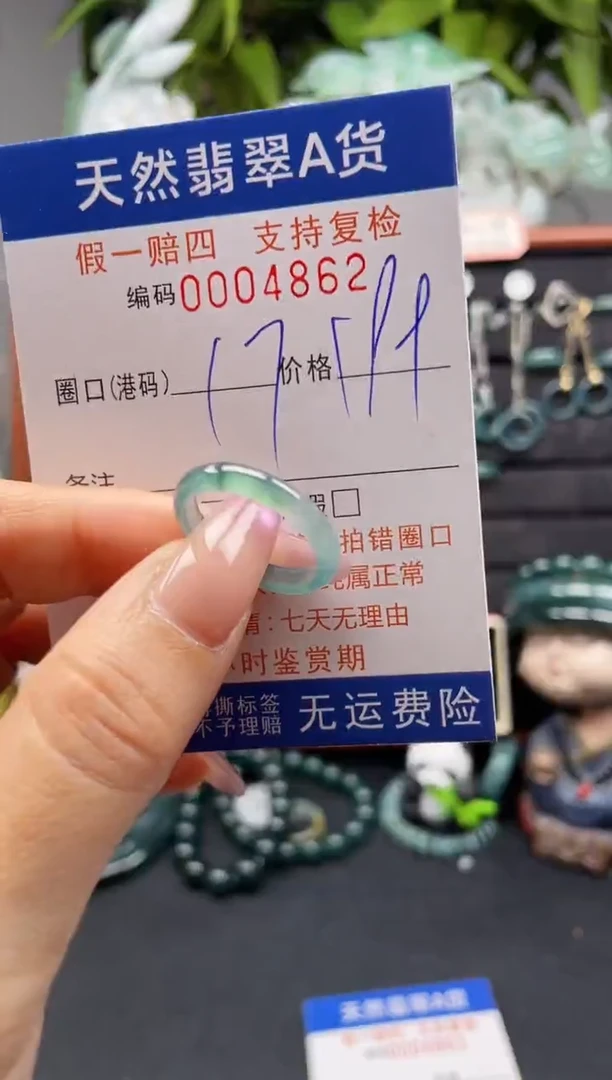 天然翡翠A货
假一赔四 支持复检
编码0004862
圈口(港码) 17 价格
备注
拍错圈口
属正常
:七天无理由
时鉴赏期
撕标签
不予理赔
无运费险
天然翡翠A货